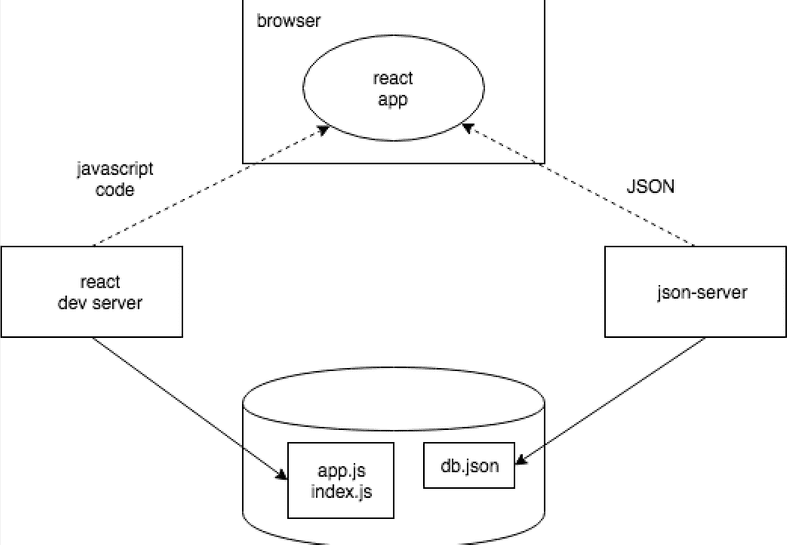 browser
react
app
javascript
code
JSON
react
dev server
json-server
app.js
index.js
db.json